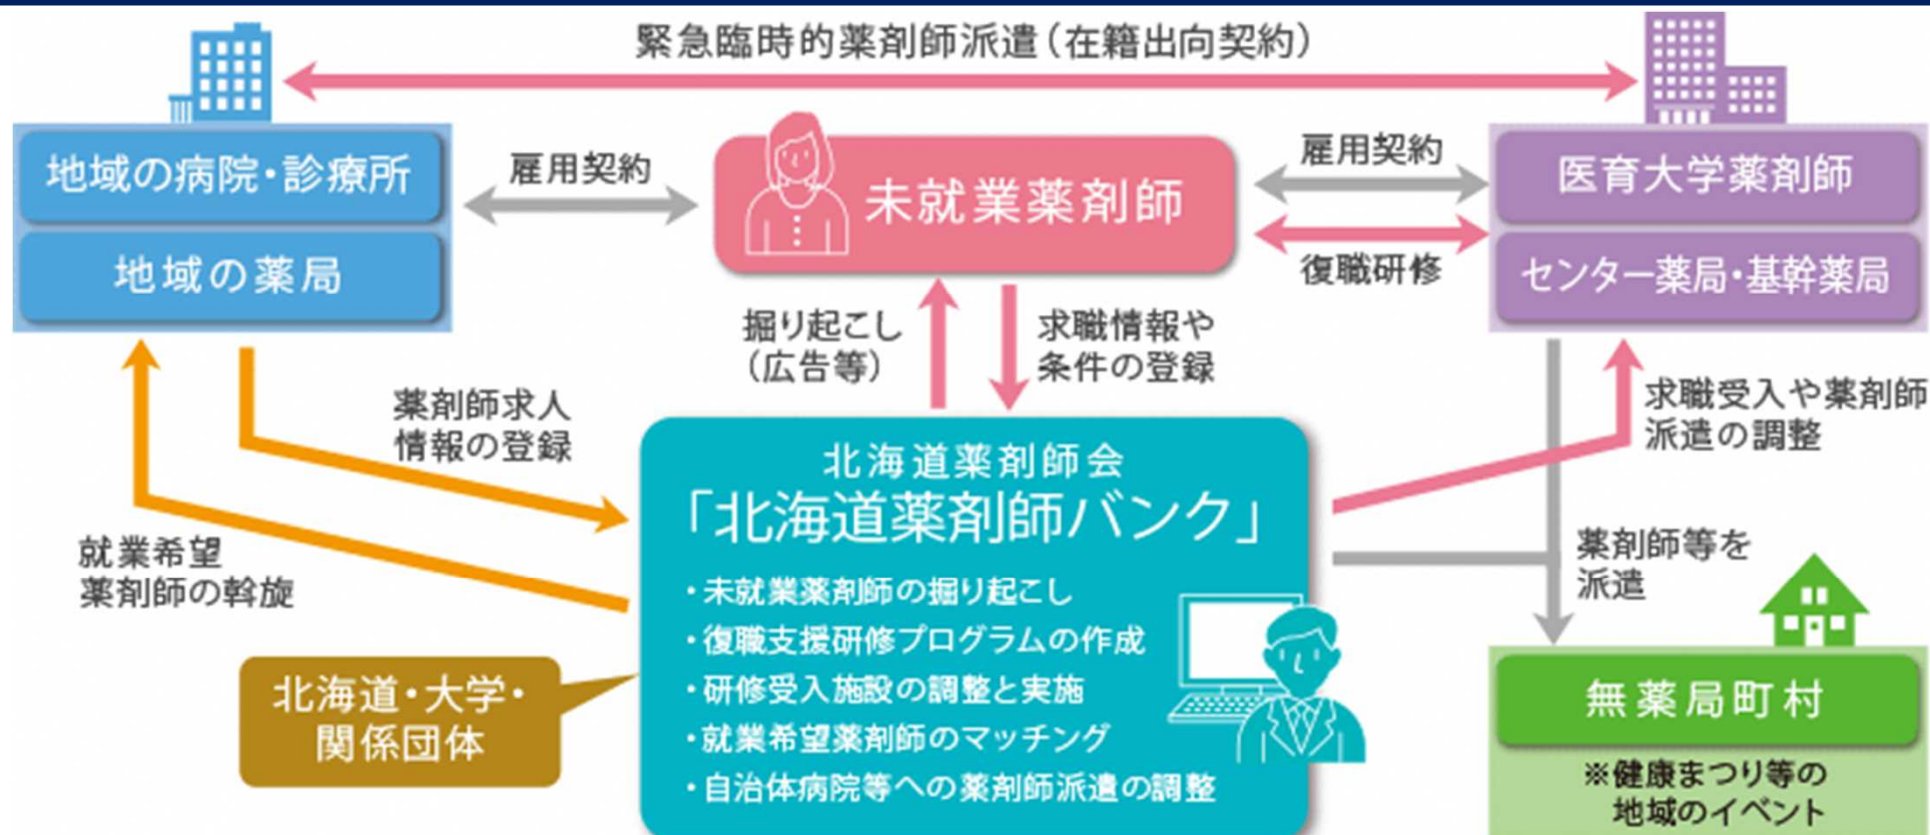 緊急臨時的薬剤師派遣(在籍出向契約)
地域の病院・診療所
地域の薬局
雇用契約
未就業薬剤師
雇用契約
復職研修
医育大学薬剤師
センター薬局・基幹薬局
掘り起こし
(広告等)
求職情報や
条件の登録
求職受入や薬剤師
派遣の調整
薬剤師求人
情報の登録
就業希望
薬剤師の斡旋
北海道薬剤師会
「北海道薬剤師バンク」
・未就業薬剤師の掘り起こし
・復職支援研修プログラムの作成
・研修受入施設の調整と実施
・就業希望薬剤師のマッチング
・自治体病院等への薬剤師派遣の調整
北海道・大学・
関係団体
薬剤師等を
派遣
無薬局町村
※健康まつり等の
地域のイベント